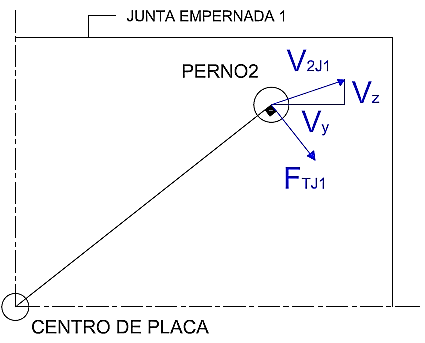 JUNTA EMPERNADA 1
PERNO2
V2J1
Vz
Vy
FTJ1
CENTRO DE PLACA